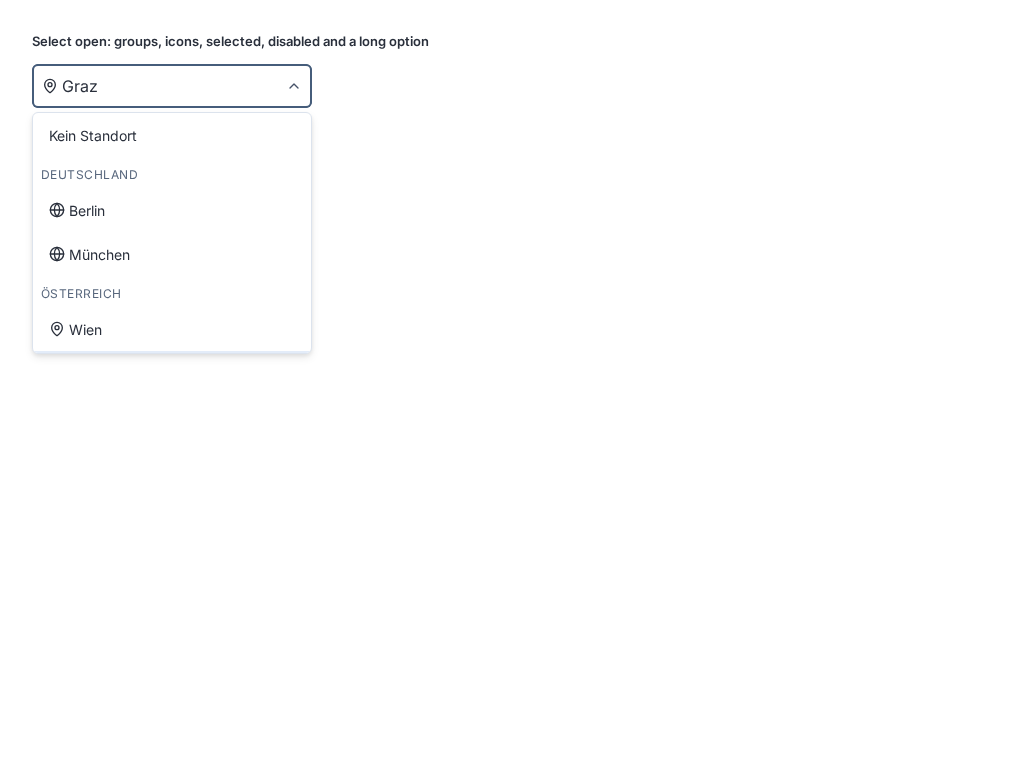 Select open: groups, icons, selected, disabled and a long option
Graz
Kein Standort
DEUTSCHLAND
Berlin
München
ÖSTERREICH
Wien